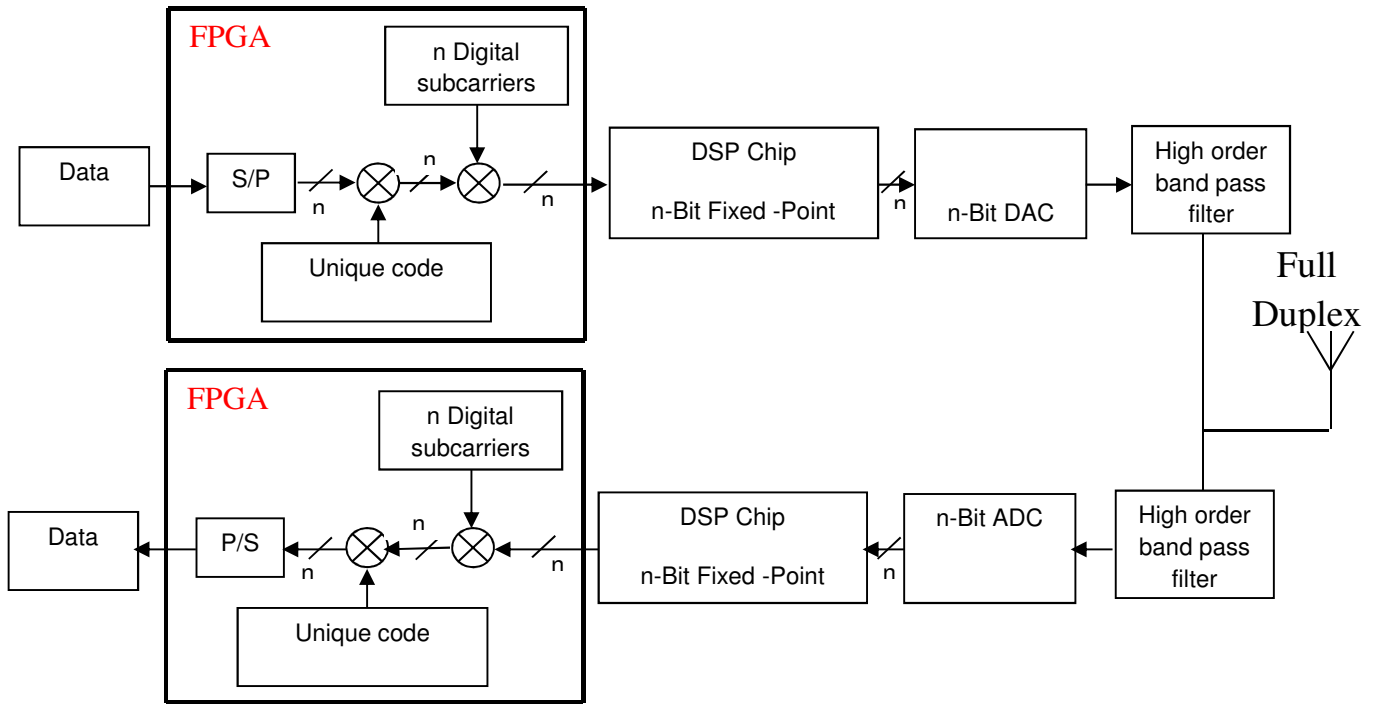 FPGA
n Digital
subcarriers
Data
S/P
n
n
n
Unique code
DSP Chip
n-Bit Fixed -Point
n
n-Bit DAC
High order
band pass
filter
Full
Duplex
FPGA
n Digital
subcarriers
Data
P/S
n
n
n
Unique code
DSP Chip
n-Bit Fixed -Point
n
n-Bit ADC
High order
band pass
filter